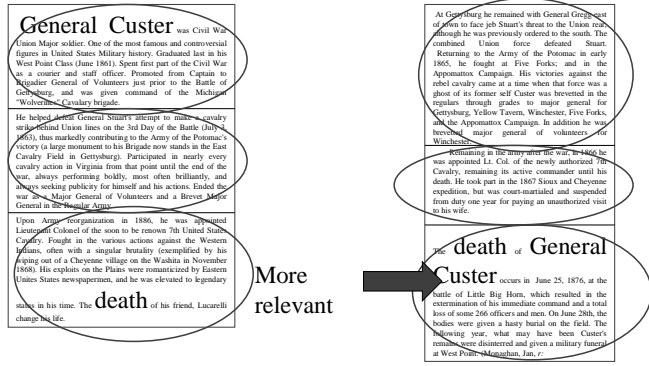 General Custer was Civil War
Union Major soldier. One of the most famous and controversial
figures in United States Military history. Graduated last in his
West Point Class (June 1861). Spent first part of the Civil War
as a courier and staff officer. Promoted from Captain to
Brigadier General of Volunteers just prior to the Battle of
Gettysburg, and was given command of the Michigan
"Wolverines" Cavalary brigade.
He helped defeat General Stuart's attempt to make a cavalry
strike behind Union lines on the 3rd Day of the Battle (July 3,
1863), thus markedly contributing to the Army of the Potomac's
victory (a large monument to his Brigade now stands in the East
Cavalry Field in Gettysburg). Participated in nearly every
cavalry action in Virginia from that point until the end of the
war, always performing boldly, most often brilliantly, and
always seeking publicity for himself and his actions. Ended the
war as a Major General of Volunteers and a Brevet Major
General in the Regular Army.
Upon Army reorganization in 1886, he was appointed
Lieutenant Colonel of the soon to be renown 7th United States
Cavalry. Fought in the various actions against the Western
Indians, often with a singular brutality (exemplified by his
wiping out of a Cheyenne village on the Washita in November
1868). His exploits on the Plains were romanticized by Eastern
Unites States newspapermen, and he was elevated to legendary
status in his time. The death of his friend, Lucarelli
change his life.
More
relevant
At Gettysburg he remained with General Gregg east
of town to face jeb Stuart's threat to the Union rear,
although he was previously ordered to the south. The
combined Union force defeated Stuart.
Returning to the Army of the Potomac in early
1865, he fought at Five Forks; and in the
Appomattox Campaign. His victories against the
rebel cavalry came at a time when that force was a
ghost of its former self Custer was brevetted in the
regulars through grades to major general for
Gettysburg, Yellow Tavern, Winchester, Five Forks,
and the Appomattox Campaign. In addition he was
brevetted major general of volunteers for
Winchester.
Remaining in the army after the war, in 1866 he
was appointed Lt. Col. of the newly authorized 7th
Cavalry, remaining its active commander until his
death. He took part in the 1867 Sioux and Cheyenne
expedition, but was court-martialed and suspended
from duty one year for paying an unauthorized visit
to his wife.
The death of General
Custer occurs in June 25, 1876, at the
battle of Little Big Horn, which resulted in the
extermination of his immediate command and a total
loss of some 266 officers and men. On June 28th, the
bodies were given a hasty burial on the field. The
following year, what may have been Custer's
remains were disinterred and given a military funeral
at West Point. (Monaghan, Jan, r: